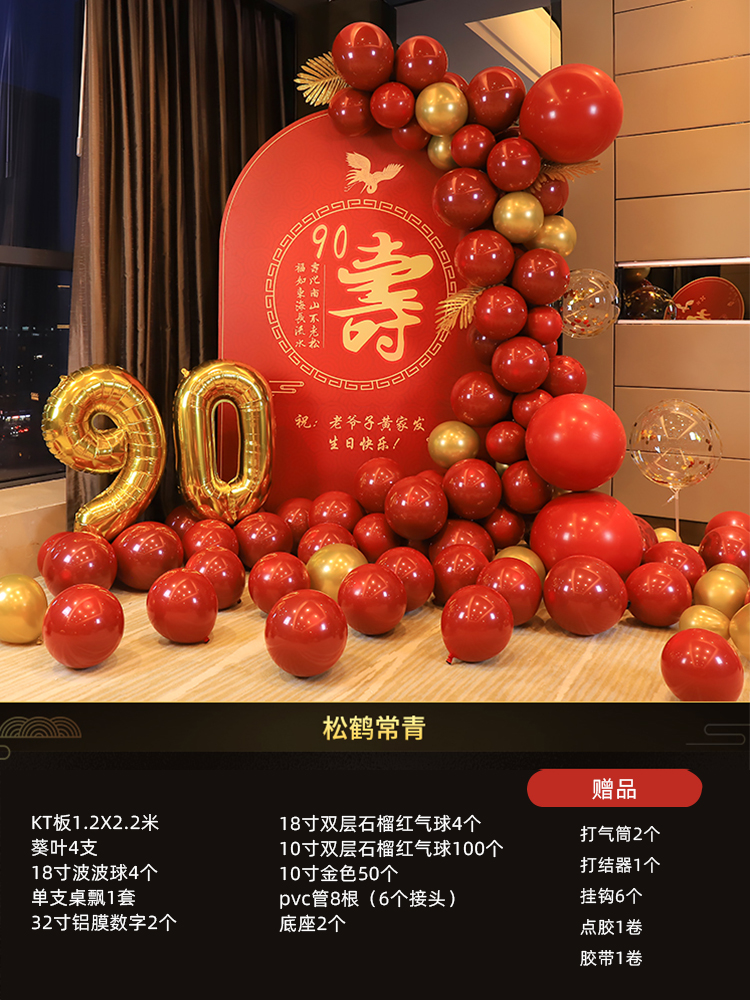 90
壽
寿比南山不老松
福如東海長流水
祝：老爷子黄家发
生日快乐！
90
松鹤常青
赠品
KT板1.2X2.2米
葵叶4支
18寸波波球4个
单支桌飘1套
32寸铝膜数字2个
18寸双层石榴红气球4个
10寸双层石榴红气球100个
10寸金色50个
pvc管8根（6个接头）
底座2个
打气筒2个
打结器1个
挂钩6个
点胶1卷
胶带1卷